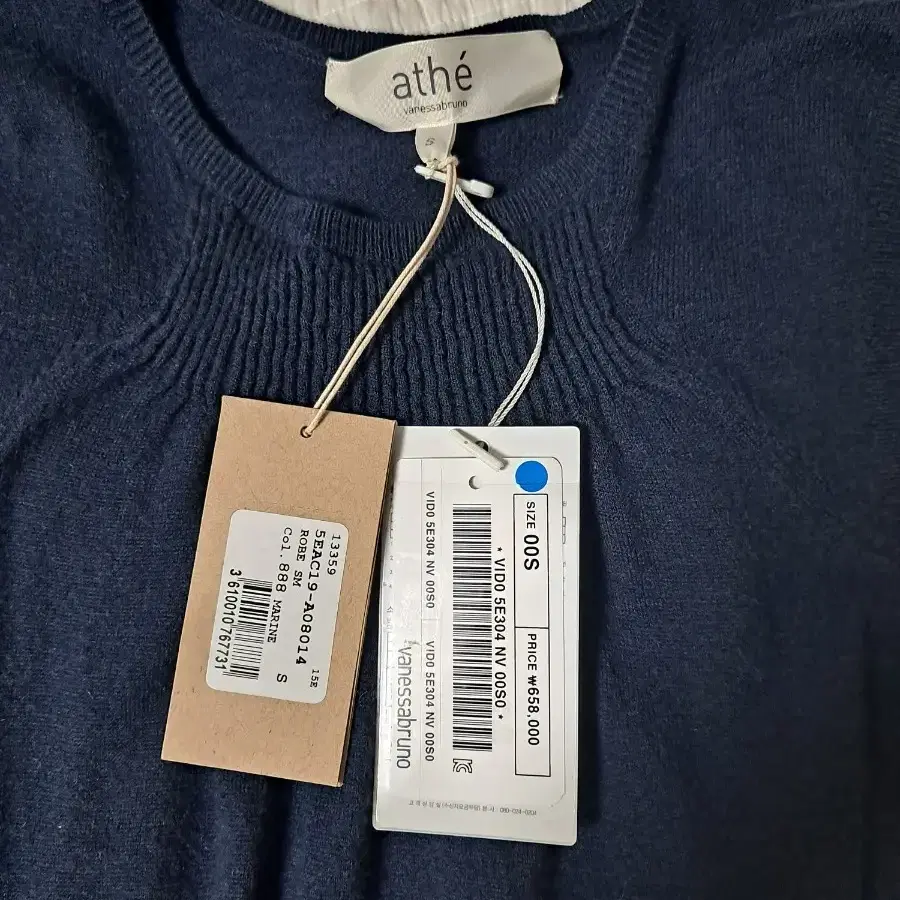 athé
vanessabruno
S
13359
5EAC19-A08014 15E
ROBE SM
Col.888 MARINE S
3 610010 767731
SIZE 00S PRICE ₩658,000
* VID0 5E304 NV 00S0 *
VID0 5E304 NV 00S0 VID0 5E304 NV 00S0
vanessabruno